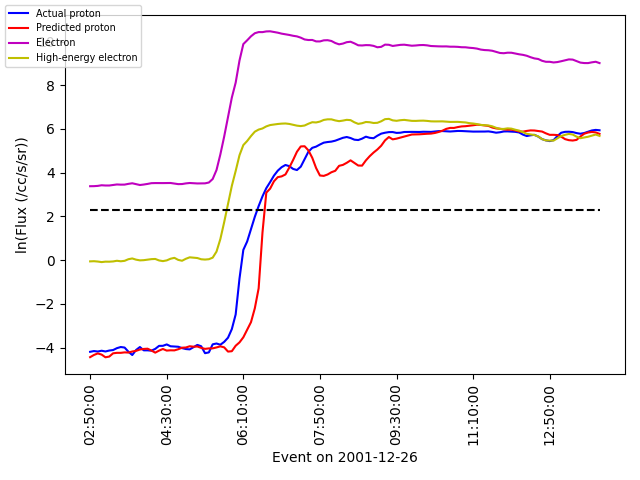 Actual proton
Predicted proton
Electron
High-energy electron
ln(Flux (/cc/s/sr))
8
6
4
2
0
−2
−4
02:50:00
04:30:00
06:10:00
07:50:00
09:30:00
11:10:00
12:50:00
Event on 2001-12-26